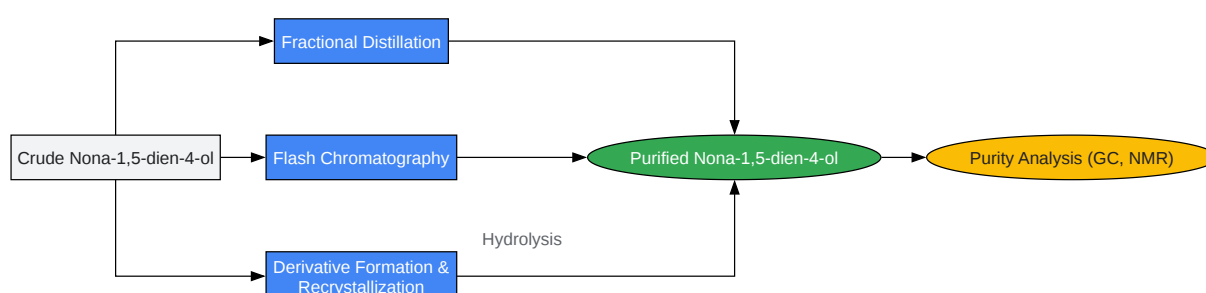 Fractional Distillation
Crude Nona-1,5-dien-4-ol
Flash Chromatography
Purified Nona-1,5-dien-4-ol
Purity Analysis (GC, NMR)
Hydrolysis
Derivative Formation &
Recrystallization